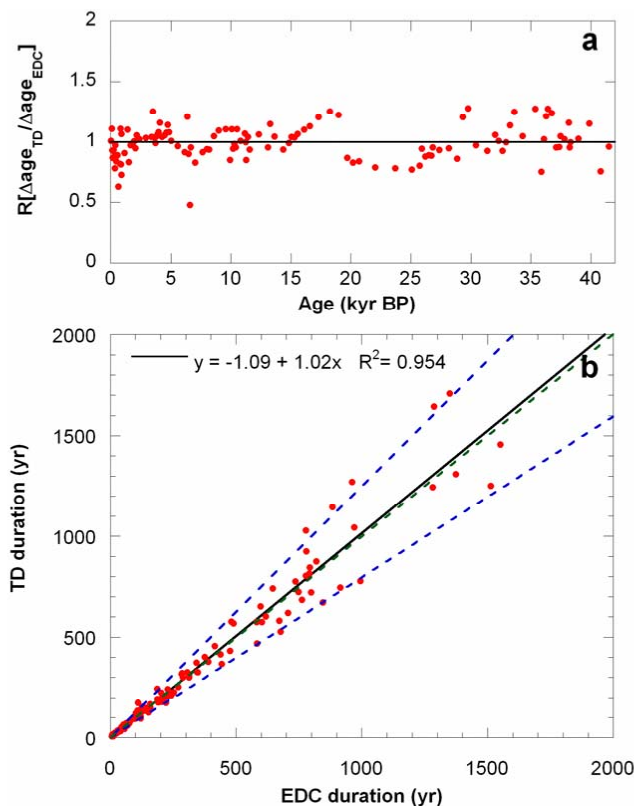 a
2
1.5
1
0.5
0
R[Δage_TD/Δage_EDC]
0 5 10 15 20 25 30 35 40
Age (kyr BP)
b
y = -1.09 + 1.02x R²= 0.954
2000
1500
1000
500
0
TD duration (yr)
0 500 1000 1500 2000
EDC duration (yr)